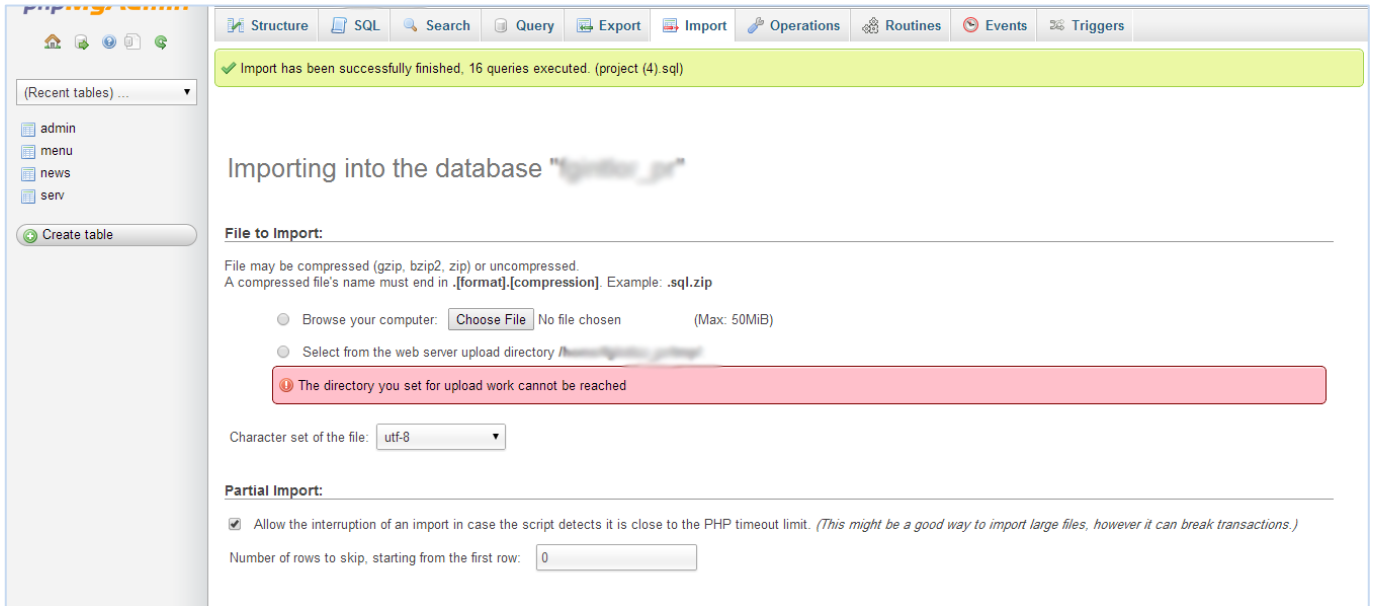 phpMyAdmin
Structure SQL Search Query Export Import Operations Routines Events Triggers
Import has been successfully finished, 16 queries executed. (project (4).sql)
(Recent tables) ...
admin
menu
news
serv
Create table
Importing into the database "
File to Import:
File may be compressed (gzip, bzip2, zip) or uncompressed.
A compressed file's name must end in .[format].[compression]. Example: .sql.zip
Browse your computer: Choose File No file chosen (Max: 50MiB)
Select from the web server upload directory
The directory you set for upload work cannot be reached
Character set of the file: utf-8
Partial Import:
Allow the interruption of an import in case the script detects it is close to the PHP timeout limit. (This might be a good way to import large files, however it can break transactions.)
Number of rows to skip, starting from the first row: 0